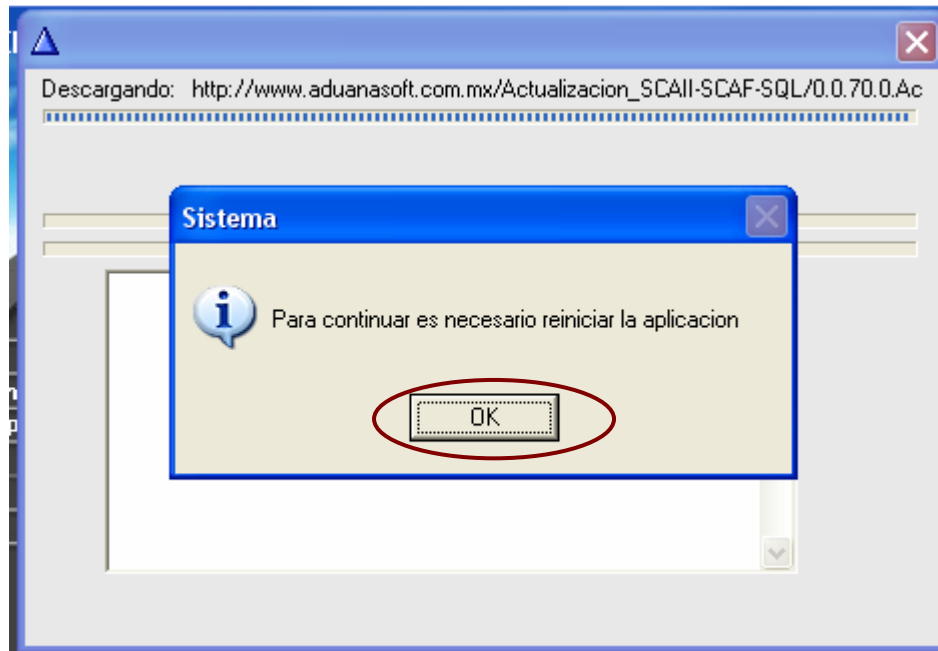 Descargando: http://www.aduanasoft.com.mx/Actualizacion_SCAII-SCAF-SQL/0.0.70.0.Ac
Sistema
Para continuar es necesario reiniciar la aplicacion
OK